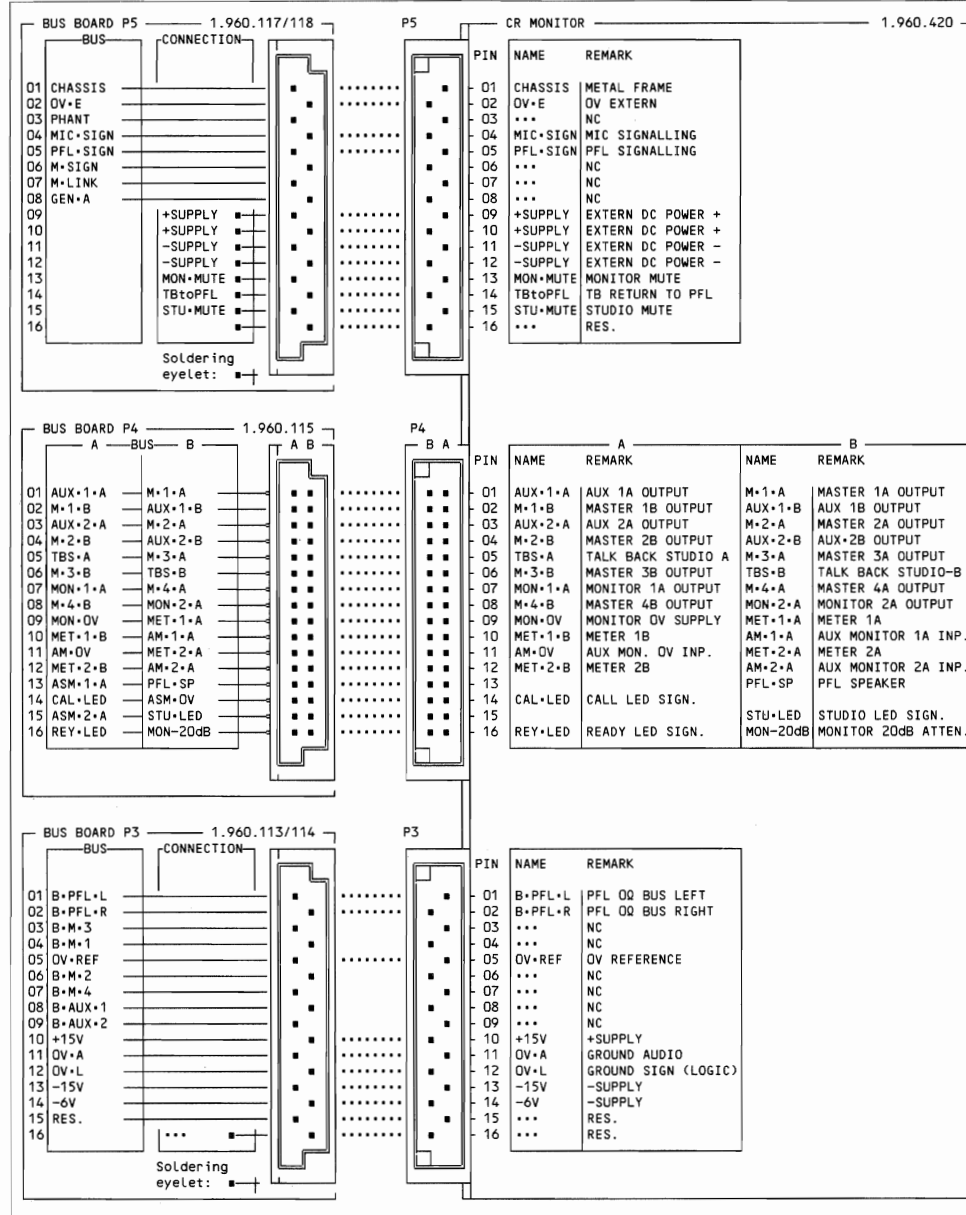 BUS BOARD P5 1.960.117/118 P5 CR MONITOR 1.960.420
BUS CONNECTION
PIN NAME REMARK
01 CHASSIS 01 CHASSIS METAL FRAME
02 0V·E 02 0V·E 0V EXTERN
03 PHANT 03 ··· NC
04 MIC·SIGN 04 MIC·SIGN MIC SIGNALLING
05 PFL·SIGN 05 PFL·SIGN PFL SIGNALLING
06 M·SIGN 06 ··· NC
07 M·LINK 07 ··· NC
08 GEN·A 08 ··· NC
09 +SUPPLY 09 +SUPPLY EXTERN DC POWER +
10 +SUPPLY 10 +SUPPLY EXTERN DC POWER +
11 -SUPPLY 11 -SUPPLY EXTERN DC POWER -
12 -SUPPLY 12 -SUPPLY EXTERN DC POWER -
13 MON·MUTE 13 MON·MUTE MONITOR MUTE
14 TBtoPFL 14 TBtoPFL TB RETURN TO PFL
15 STU·MUTE 15 STU·MUTE STUDIO MUTE
16 16 ··· RES.
Soldering
eyelet:
BUS BOARD P4 1.960.115 P4
A BUS B A B B A A B
PIN NAME REMARK NAME REMARK
01 AUX·1·A M·1·A 01 AUX·1·A AUX 1A OUTPUT M·1·A MASTER 1A OUTPUT
02 M·1·B AUX·1·B 02 M·1·B MASTER 1B OUTPUT AUX·1·B AUX 1B OUTPUT
03 AUX·2·A M·2·A 03 AUX·2·A AUX 2A OUTPUT M·2·A MASTER 2A OUTPUT
04 M·2·B AUX·2·B 04 M·2·B MASTER 2B OUTPUT AUX·2·B AUX·2B OUTPUT
05 TBS·A M·3·A 05 TBS·A TALK BACK STUDIO A M·3·A MASTER 3A OUTPUT
06 M·3·B TBS·B 06 M·3·B MASTER 3B OUTPUT TBS·B TALK BACK STUDIO-B
07 MON·1·A M·4·A 07 MON·1·A MONITOR 1A OUTPUT M·4·A MASTER 4A OUTPUT
08 M·4·B MON·2·A 08 M·4·B MASTER 4B OUTPUT MON·2·A MONITOR 2A OUTPUT
09 MON·0V MET·1·A 09 MON·0V MONITOR 0V SUPPLY MET·1·A METER 1A
10 MET·1·B AM·1·A 10 MET·1·B METER 1B AM·1·A AUX MONITOR 1A INP.
11 AM·0V MET·2·A 11 AM·0V AUX MON. 0V INP. MET·2·A METER 2A
12 MET·2·B AM·2·A 12 MET·2·B METER 2B AM·2·A AUX MONITOR 2A INP.
13 ASM·1·A PFL·SP 13 PFL·SP PFL SPEAKER
14 CAL·LED ASM·0V 14 CAL·LED CALL LED SIGN.
15 ASM·2·A STU·LED 15 STU·LED STUDIO LED SIGN.
16 REY·LED MON-20dB 16 REY·LED READY LED SIGN. MON-20dB MONITOR 20dB ATTEN.
BUS BOARD P3 1.960.113/114 P3
BUS CONNECTION
PIN NAME REMARK
01 B·PFL·L 01 B·PFL·L PFL 0Ω BUS LEFT
02 B·PFL·R 02 B·PFL·R PFL 0Ω BUS RIGHT
03 B·M·3 03 ··· NC
04 B·M·1 04 ··· NC
05 0V·REF 05 0V·REF 0V REFERENCE
06 B·M·2 06 ··· NC
07 B·M·4 07 ··· NC
08 B·AUX·1 08 ··· NC
09 B·AUX·2 09 ··· NC
10 +15V 10 +15V +SUPPLY
11 0V·A 11 0V·A GROUND AUDIO
12 0V·L 12 0V·L GROUND SIGN (LOGIC)
13 -15V 13 -15V -SUPPLY
14 -6V 14 -6V -SUPPLY
15 RES. 15 ··· RES.
16 ··· 16 ··· RES.
Soldering
eyelet: